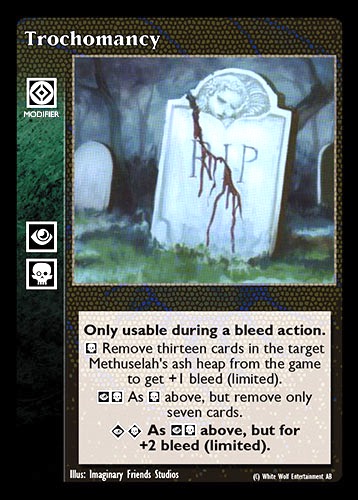 Trochomancy
MODIFIER
RIP
Only usable during a bleed action.
Remove thirteen cards in the target
Methuselah's ash heap from the game
to get +1 bleed (limited).
As above, but remove only
seven cards.
As above, but for
+2 bleed (limited).
Illus: Imaginary Friends Studios
(C) White Wolf Entertainment AB